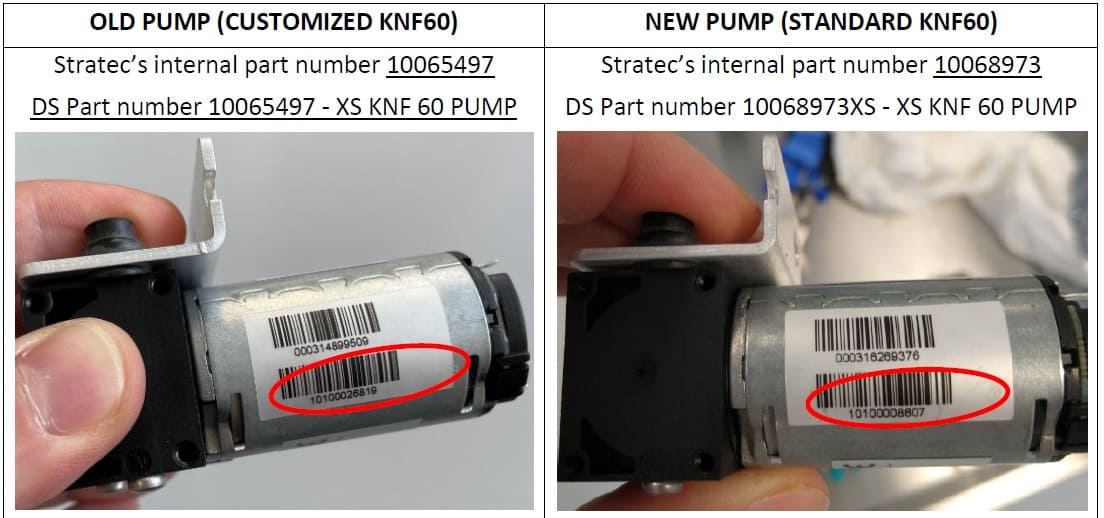 OLD PUMP (CUSTOMIZED KNF60)
Stratec’s internal part number 10065497
DS Part number 10065497 - XS KNF 60 PUMP
000314899509
10100026819
NEW PUMP (STANDARD KNF60)
Stratec’s internal part number 10068973
DS Part number 10068973XS - XS KNF 60 PUMP
000316269376
10100008607